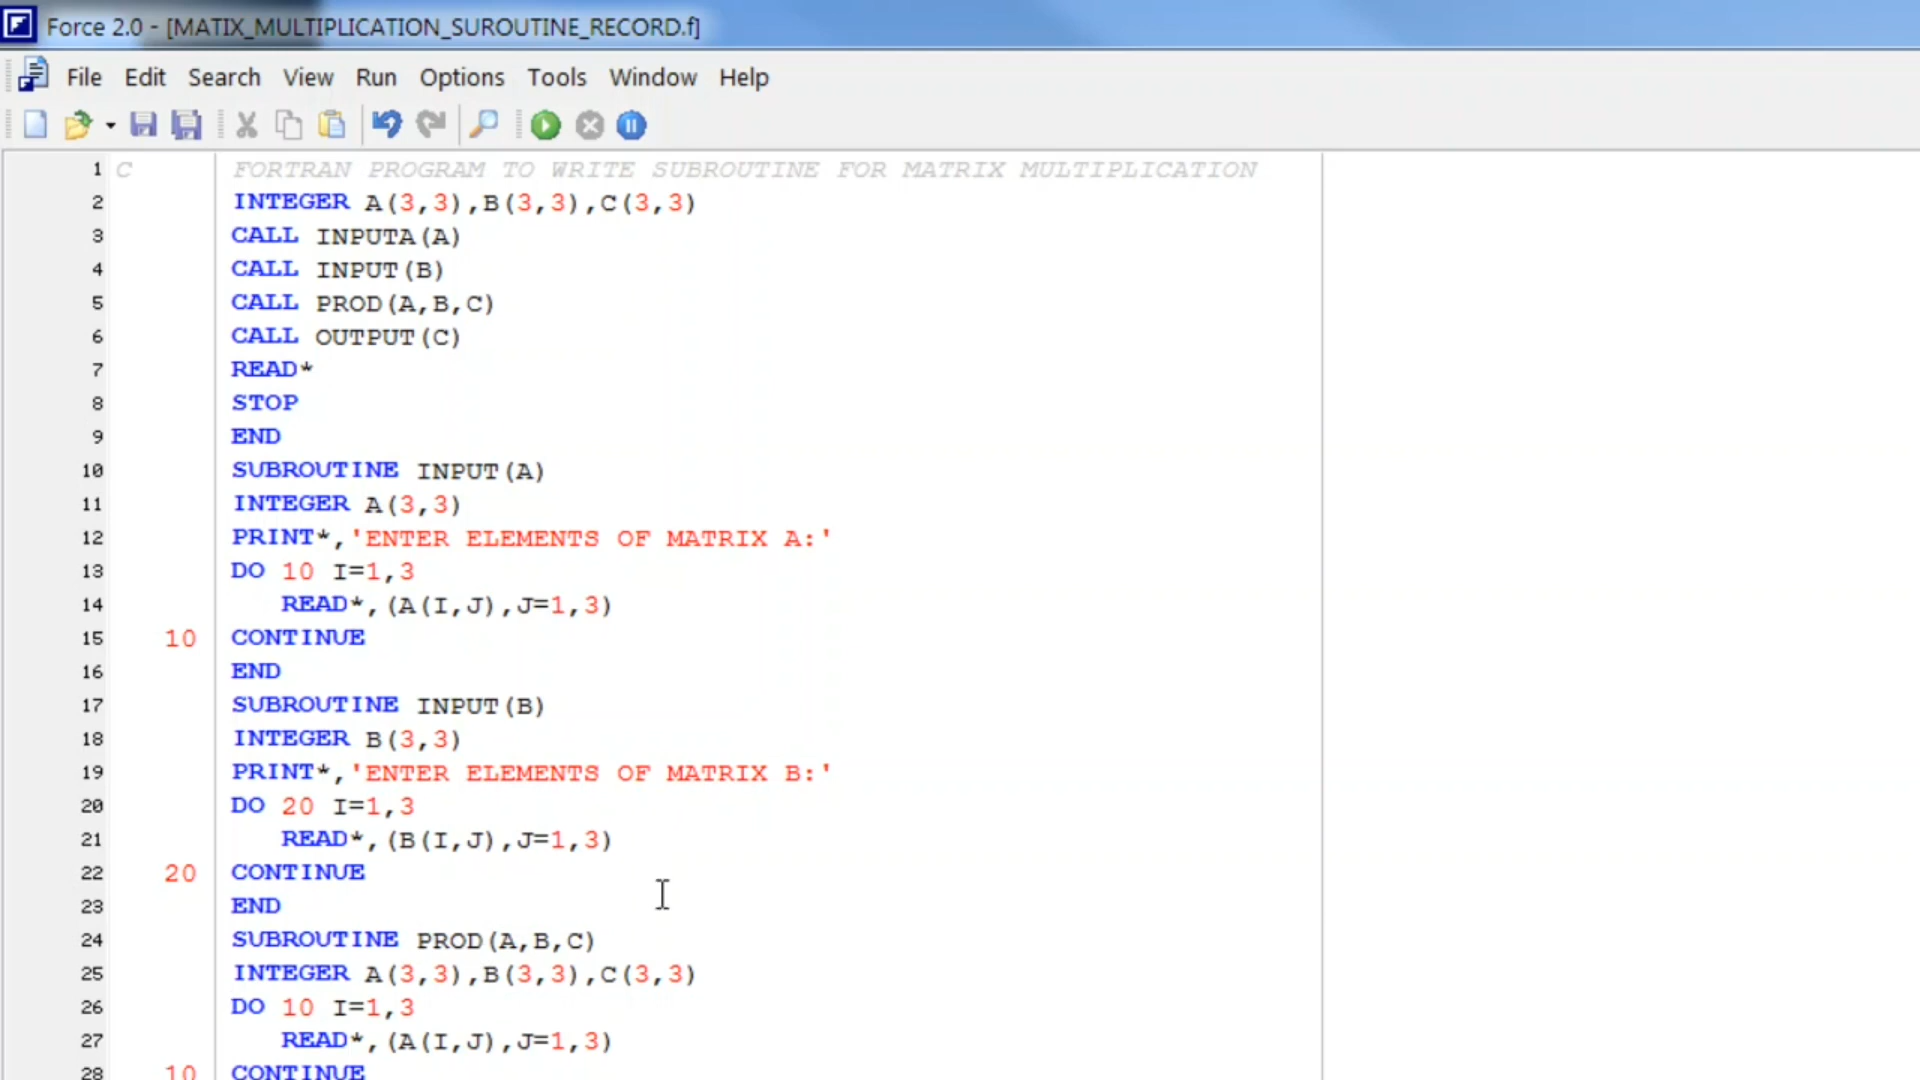 Force 2.0 - [MATIX_MULTIPLICATION_SUROUTINE_RECORD.f]
File Edit Search View Run Options Tools Window Help
1 C FORTRAN PROGRAM TO WRITE SUBROUTINE FOR MATRIX MULTIPLICATION
2 INTEGER A(3,3),B(3,3),C(3,3)
3 CALL INPUTA(A)
4 CALL INPUT(B)
5 CALL PROD(A,B,C)
6 CALL OUTPUT(C)
7 READ*
8 STOP
9 END
10 SUBROUTINE INPUT(A)
11 INTEGER A(3,3)
12 PRINT*,'ENTER ELEMENTS OF MATRIX A:'
13 DO 10 I=1,3
14 READ*,(A(I,J),J=1,3)
15 10 CONTINUE
16 END
17 SUBROUTINE INPUT(B)
18 INTEGER B(3,3)
19 PRINT*,'ENTER ELEMENTS OF MATRIX B:'
20 DO 20 I=1,3
21 READ*,(B(I,J),J=1,3)
22 20 CONTINUE
23 END
24 SUBROUTINE PROD(A,B,C)
25 INTEGER A(3,3),B(3,3),C(3,3)
26 DO 10 I=1,3
27 READ*,(A(I,J),J=1,3)
28 10 CONTINUE